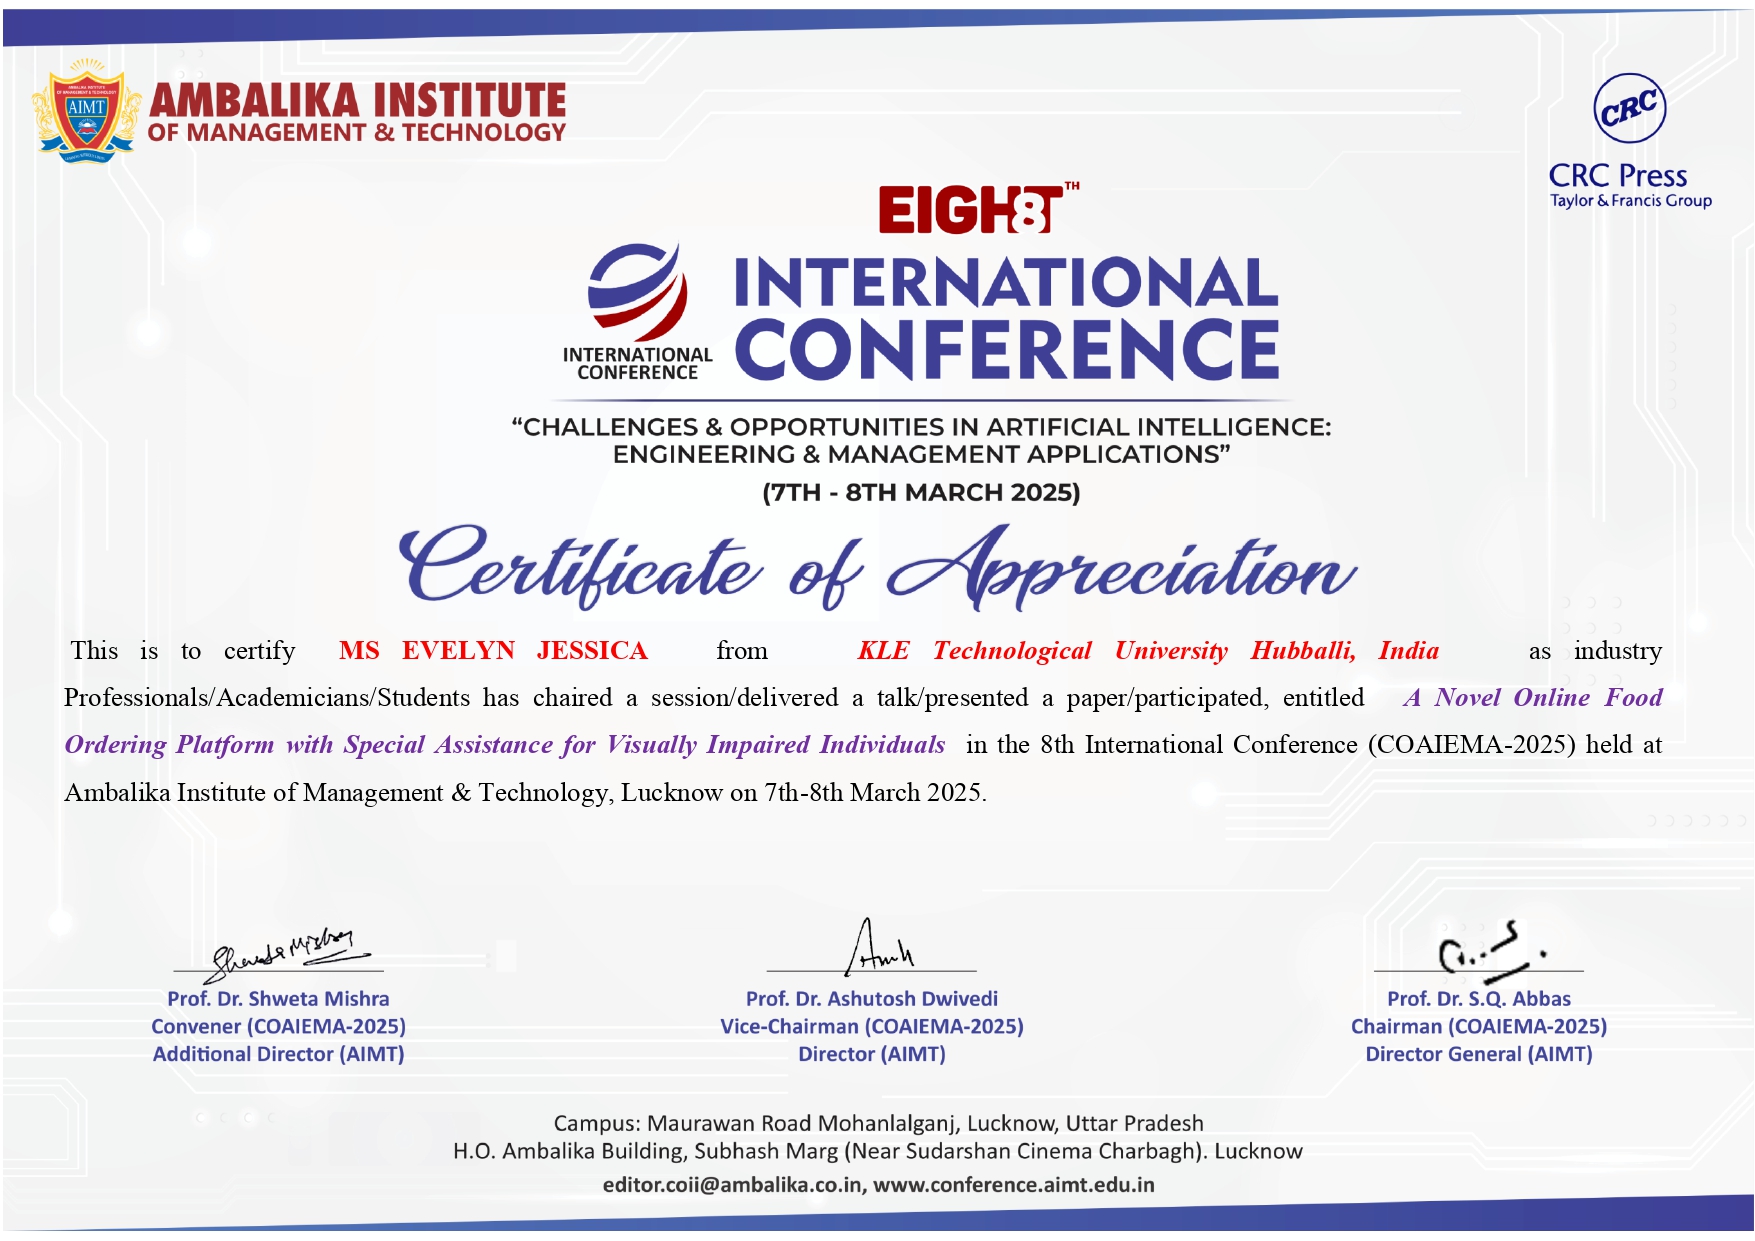 AMBALIKA INSTITUTE
OF MANAGEMENT & TECHNOLOGY
AIMT
CRC
CRC Press
Taylor & Francis Group
EIGH8TTH
INTERNATIONAL
CONFERENCE
INTERNATIONAL
CONFERENCE
“CHALLENGES & OPPORTUNITIES IN ARTIFICIAL INTELLIGENCE:
ENGINEERING & MANAGEMENT APPLICATIONS”
(7TH - 8TH MARCH 2025)
Certificate of Appreciation
This is to certify MS EVELYN JESSICA from KLE Technological University Hubballi, India as industry
Professionals/Academicians/Students has chaired a session/delivered a talk/presented a paper/participated, entitled A Novel Online Food
Ordering Platform with Special Assistance for Visually Impaired Individuals in the 8th International Conference (COAIEMA-2025) held at
Ambalika Institute of Management & Technology, Lucknow on 7th-8th March 2025.
Shweta Mishra
Prof. Dr. Shweta Mishra
Convener (COAIEMA-2025)
Additional Director (AIMT)
Prof. Dr. Ashutosh Dwivedi
Vice-Chairman (COAIEMA-2025)
Director (AIMT)
Prof. Dr. S.Q. Abbas
Chairman (COAIEMA-2025)
Director General (AIMT)
Campus: Maurawan Road Mohanlalganj, Lucknow, Uttar Pradesh
H.O. Ambalika Building, Subhash Marg (Near Sudarshan Cinema Charbagh). Lucknow
editor.coii@ambalika.co.in, www.conference.aimt.edu.in